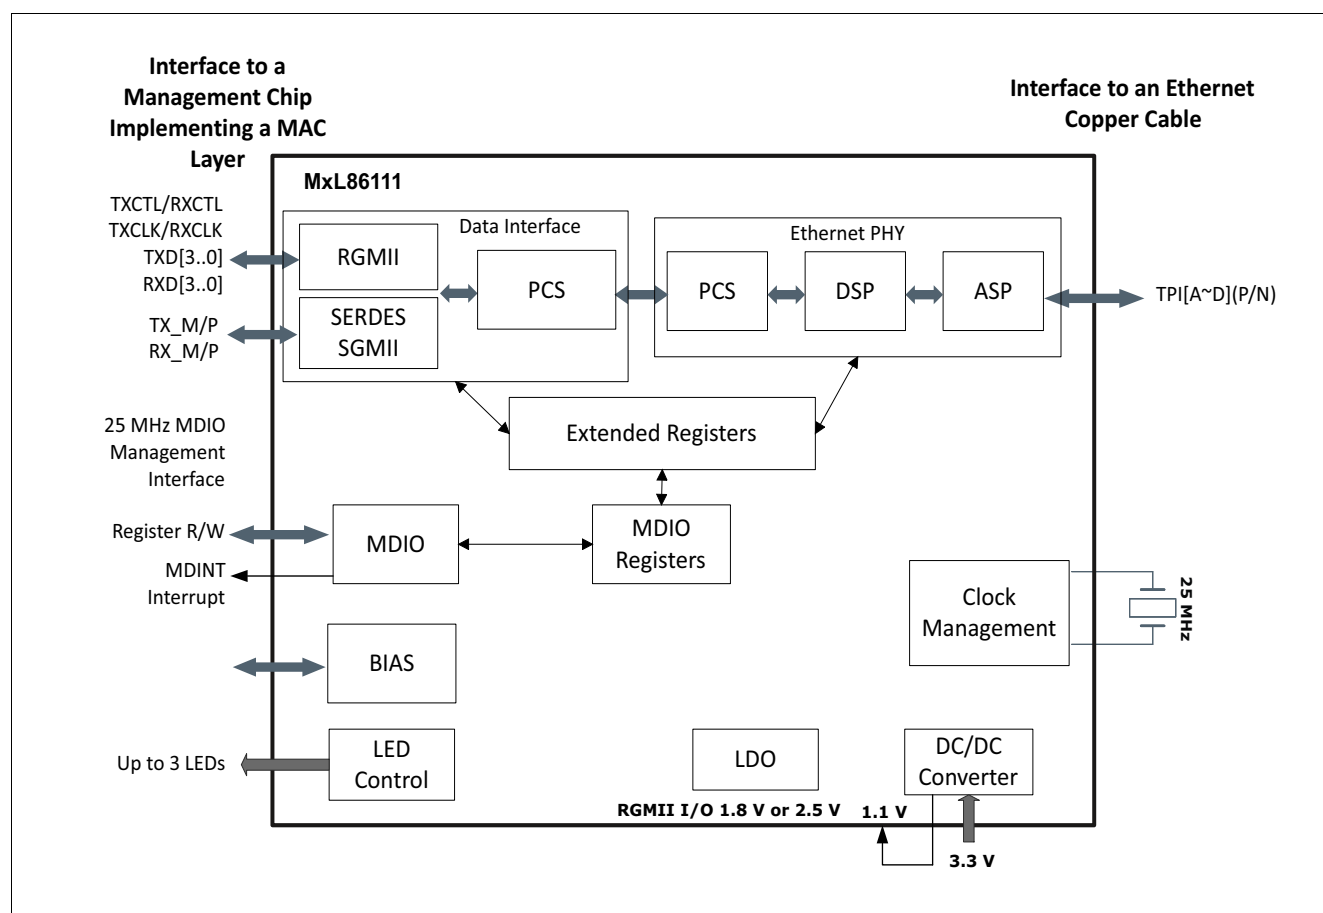 Interface to a
Management Chip
Implementing a MAC
Layer
Interface to an Ethernet
Copper Cable
MxL86111
TXCTL/RXCTL
TXCLK/RXCLK
TXD[3..0]
RXD[3..0]
TX_M/P
RX_M/P
Data Interface
RGMII
SERDES
SGMII
PCS
Ethernet PHY
PCS
DSP
ASP
TPI[A~D](P/N)
Extended Registers
25 MHz MDIO
Management
Interface
Register R/W
MDINT
Interrupt
MDIO
MDIO
Registers
Clock
Management
25 MHz
BIAS
Up to 3 LEDs
LED
Control
LDO
DC/DC
Converter
RGMII I/O 1.8 V or 2.5 V
1.1 V
3.3 V